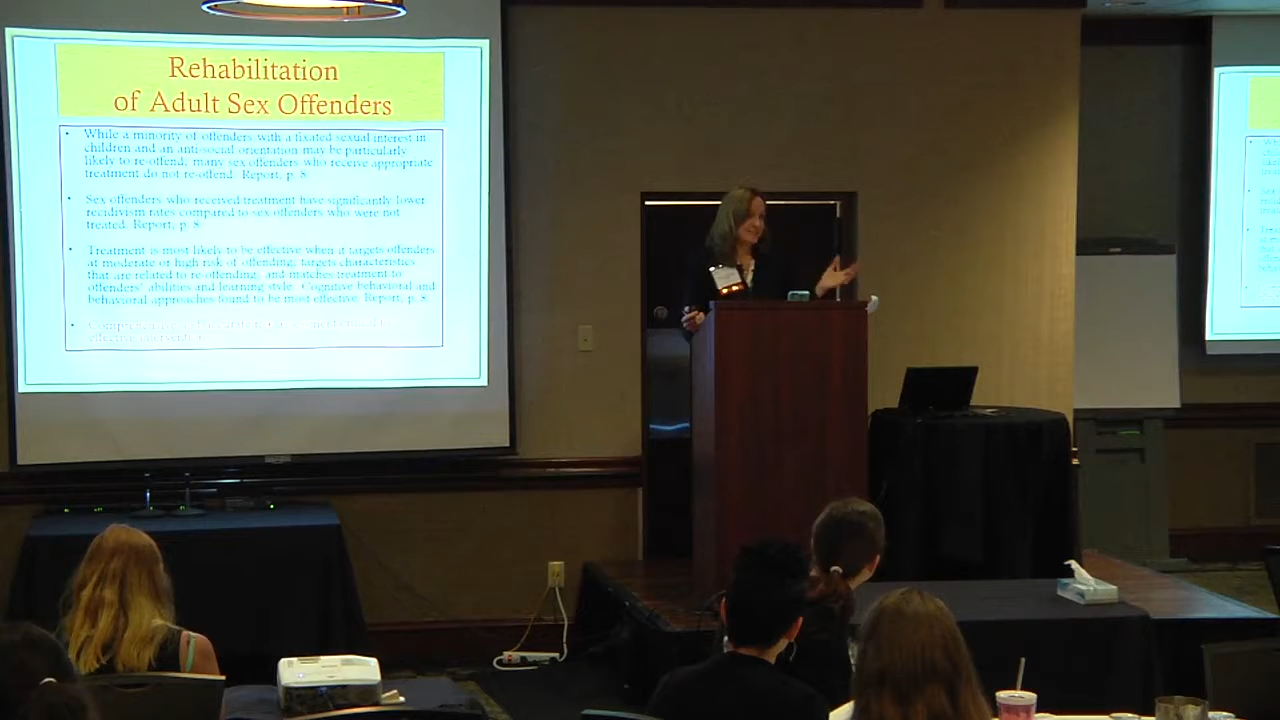 Rehabilitation
of Adult Sex Offenders
• While a minority of offenders with a fixated sexual interest in
children and an anti-social orientation may be particularly
likely to re-offend, many sex offenders who receive appropriate
treatment do not re-offend. Report, p. 8
• Sex offenders who received treatment have significantly lower
recidivism rates compared to sex offenders who were not
treated. Report, p. 8
• Treatment is most likely to be effective when it targets offenders
at moderate or high risk of offending; targets characteristics
that are related to re-offending; and matches treatment to
offenders' abilities and learning style. Cognitive behavioral and
behavioral approaches found to be most effective. Report, p. 8.